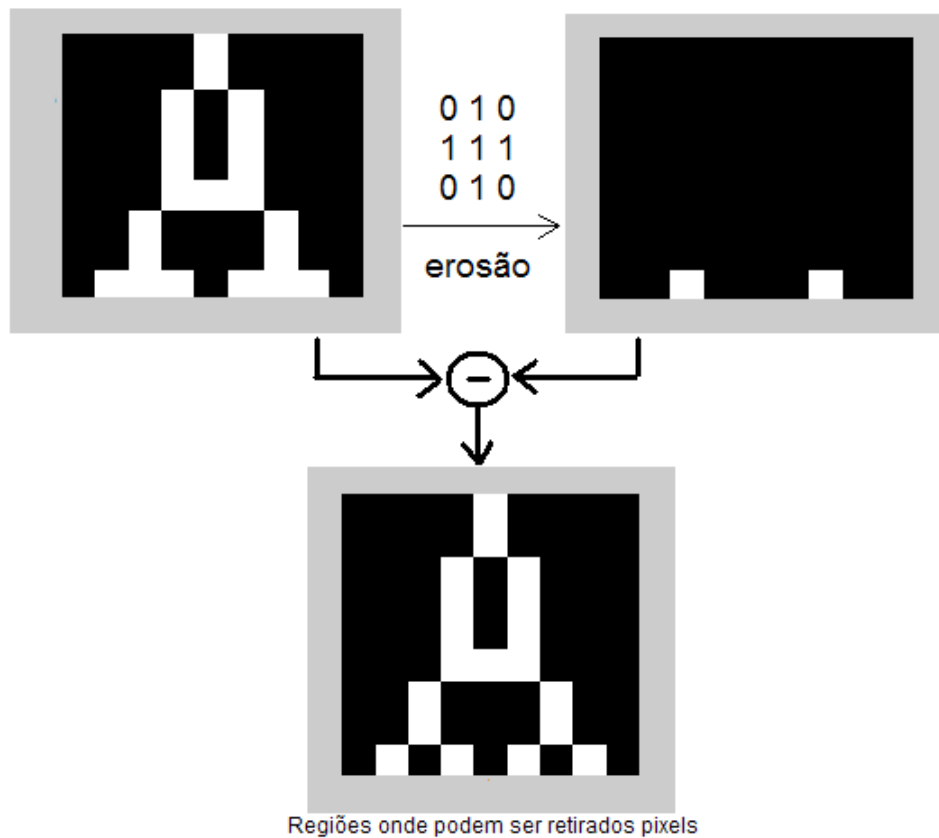 0 1 0
1 1 1
0 1 0
erosão
Regiões onde podem ser retirados pixels